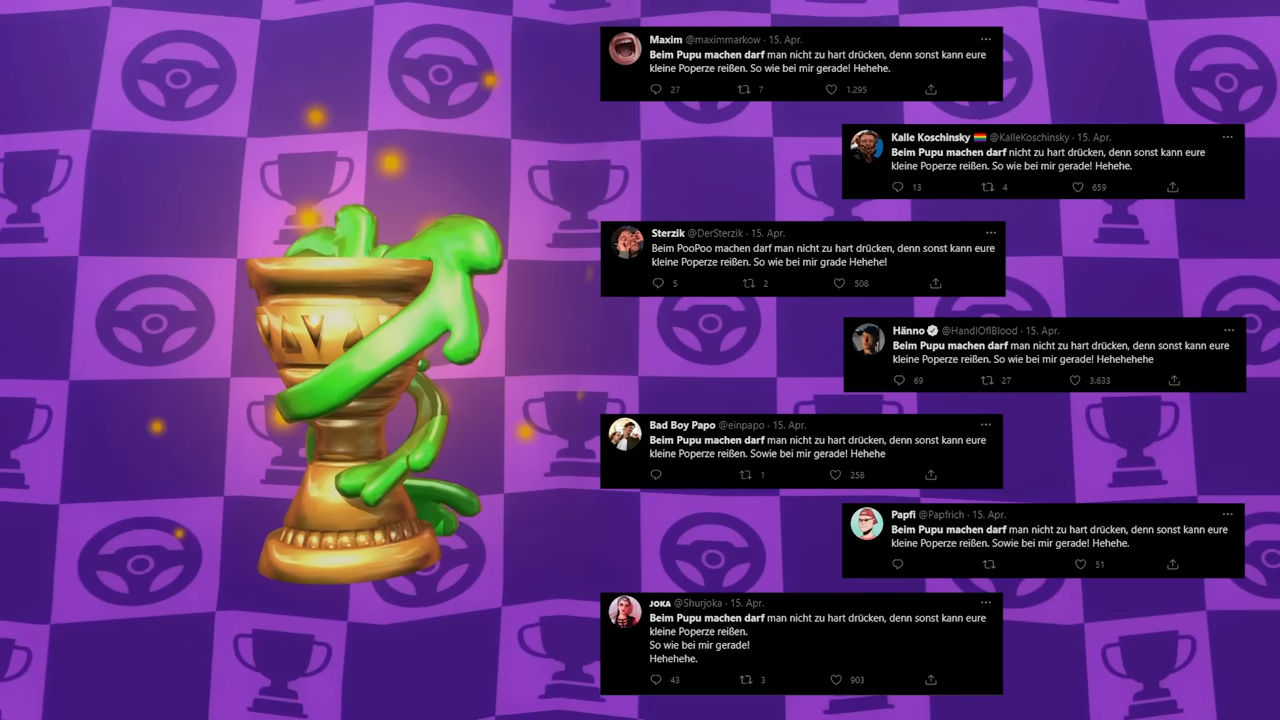 Maxim @maximmarkow · 15. Apr.
Beim Pupu machen darf man nicht zu hart drücken, denn sonst kann eure
kleine Poperze reißen. So wie bei mir gerade! Hehehe.
27 7 1.295
Kalle Koschinsky 🏳️‍🌈 @KalleKoschinsky · 15. Apr.
Beim Pupu machen darf nicht zu hart drücken, denn sonst kann eure
kleine Poperze reißen. So wie bei mir gerade! Hehehe.
13 4 659
Sterzik @DerSterzik · 15. Apr.
Beim PooPoo machen darf man nicht zu hart drücken, denn sonst kann eure
kleine Poperze reißen. So wie bei mir grade Hehehe!
5 2 508
Hänno @HandIOfIBlood · 15. Apr.
Beim Pupu machen darf man nicht zu hart drücken, denn sonst kann eure
kleine Poperze reißen. So wie bei mir gerade! Hehehehehe
69 27 3.633
Bad Boy Papo @einpapo · 15. Apr.
Beim Pupu machen darf man nicht zu hart drücken, denn sonst kann eure
kleine Poperze reißen. Sowie bei mir gerade! Hehehe
1 258
Papfi @Papfrich · 15. Apr.
Beim Pupu machen darf man nicht zu hart drücken, denn sonst kann eure
kleine Poperze reißen. Sowie bei mir gerade! Hehehe.
51
JOKA @Shurjoka · 15. Apr.
Beim Pupu machen darf man nicht zu hart drücken, denn sonst kann eure
kleine Poperze reißen.
So wie bei mir gerade!
Hehehehe.
43 3 903